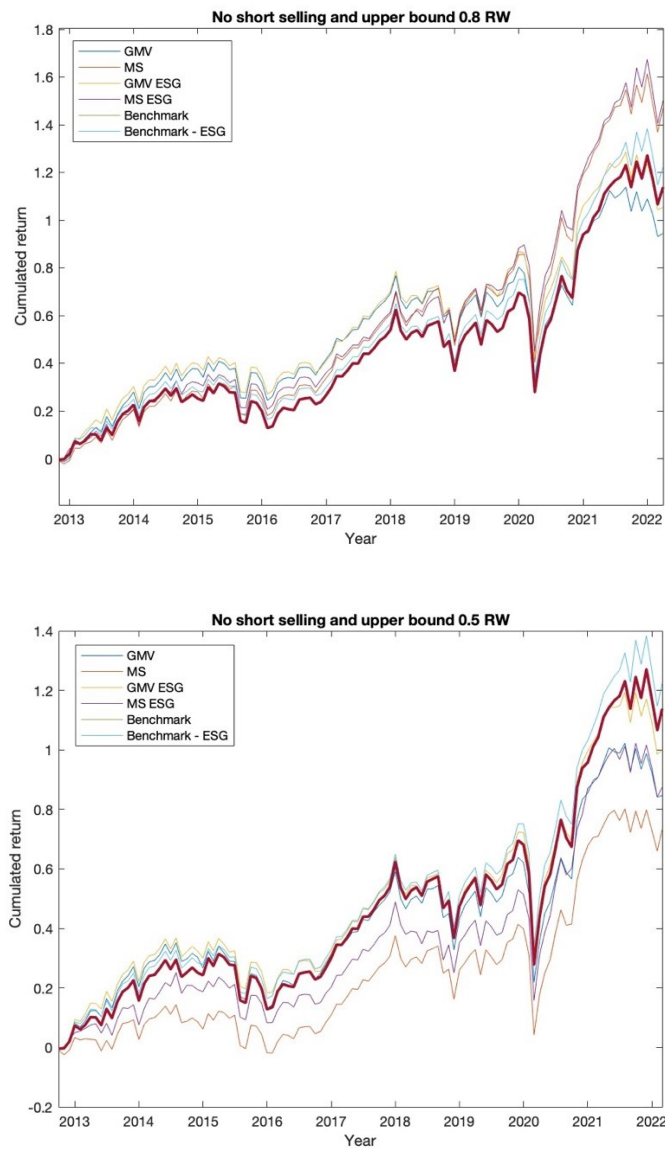 No short selling and upper bound 0.8 RW
GMV
MS
GMV ESG
MS ESG
Benchmark
Benchmark - ESG
1.8
1.6
1.4
1.2
1
0.8
0.6
0.4
0.2
0
Cumulated return
2013 2014 2015 2016 2017 2018 2019 2020 2021 2022
Year
No short selling and upper bound 0.5 RW
GMV
MS
GMV ESG
MS ESG
Benchmark
Benchmark - ESG
1.4
1.2
1
0.8
0.6
0.4
0.2
0
-0.2
Cumulated return
2013 2014 2015 2016 2017 2018 2019 2020 2021 2022
Year